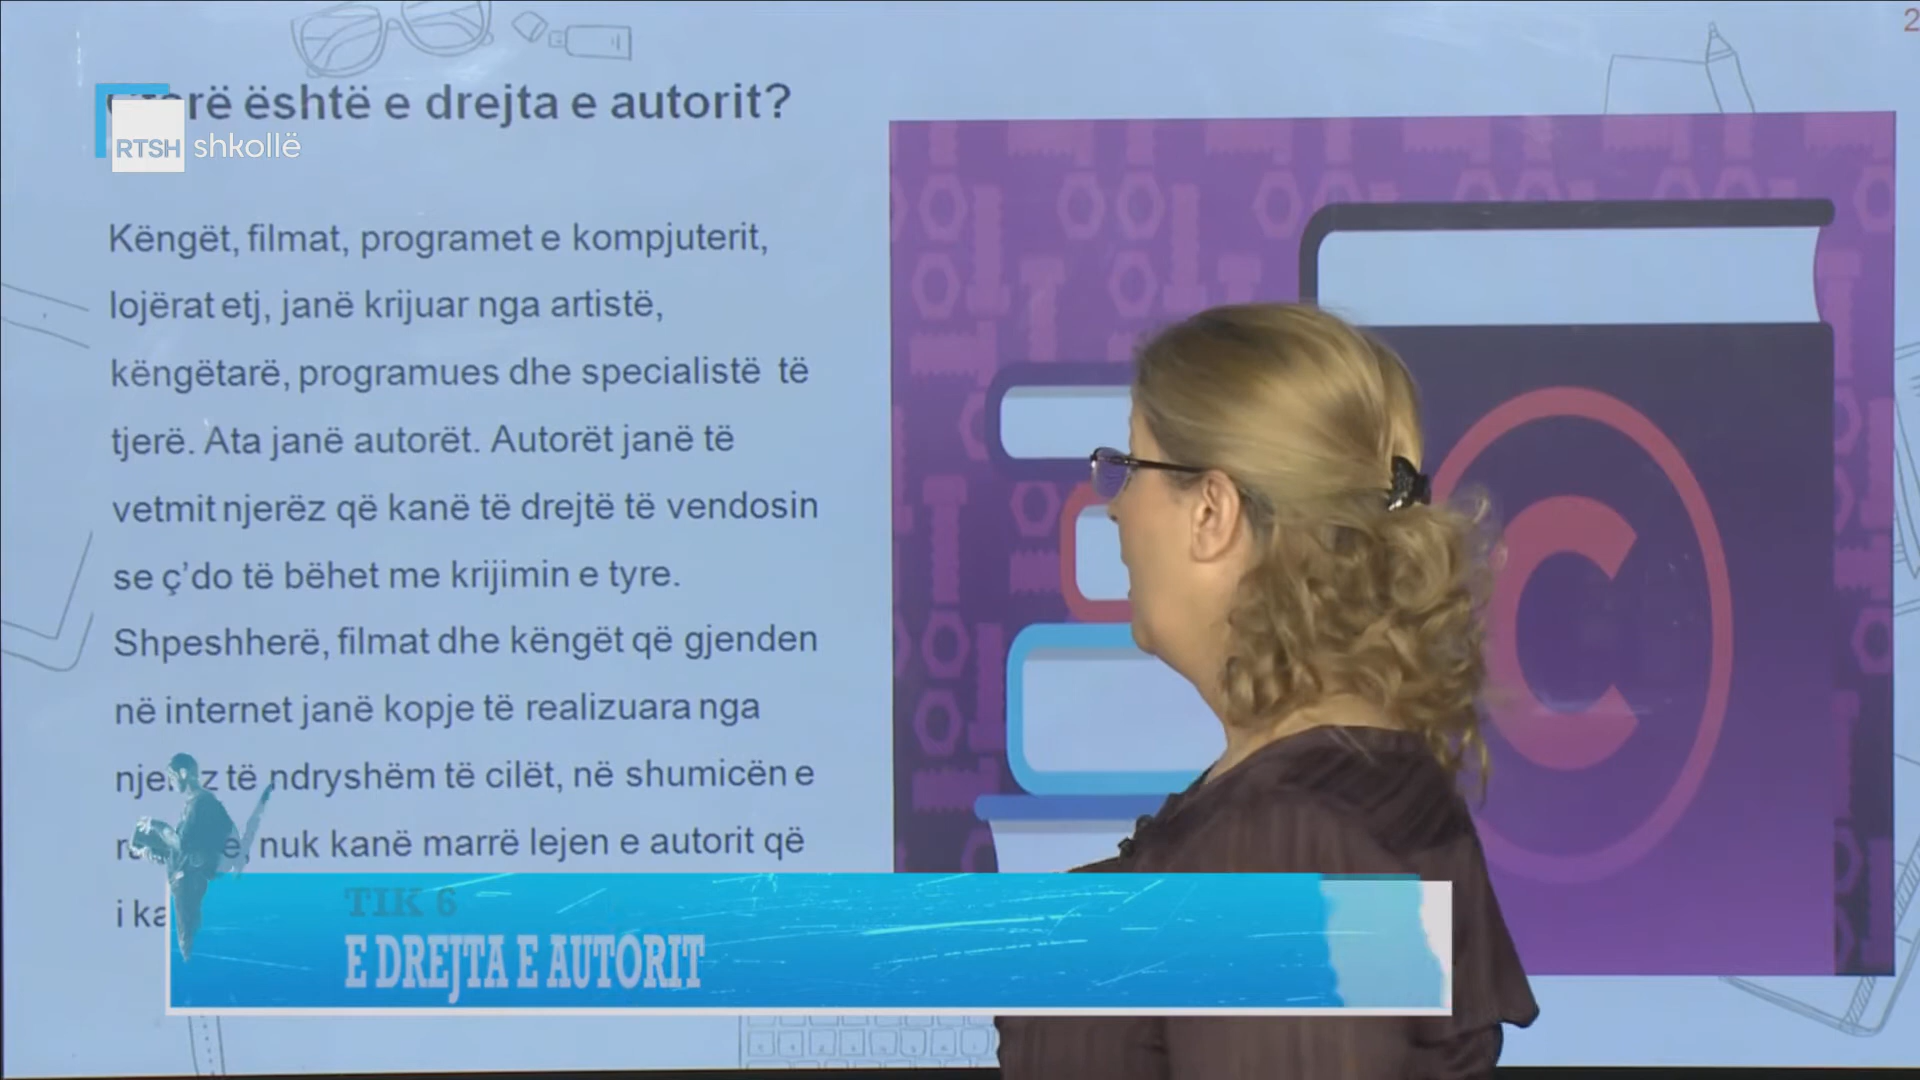 2
është e drejta e autorit?
RTSH shkollë
Këngët, filmat, programet e kompjuterit,
lojërat etj, janë krijuar nga artistë,
këngëtarë, programues dhe specialistë të
tjerë. Ata janë autorët. Autorët janë të
vetmit njerëz që kanë të drejtë të vendosin
se ç’do të bëhet me krijimin e tyre.
Shpeshherë, filmat dhe këngët që gjenden
në internet janë kopje të realizuara nga
të ndryshëm të cilët, në shumicën e
nuk kanë marrë lejen e autorit që
i
TIK 6
E DREJTA E AUTORIT
C